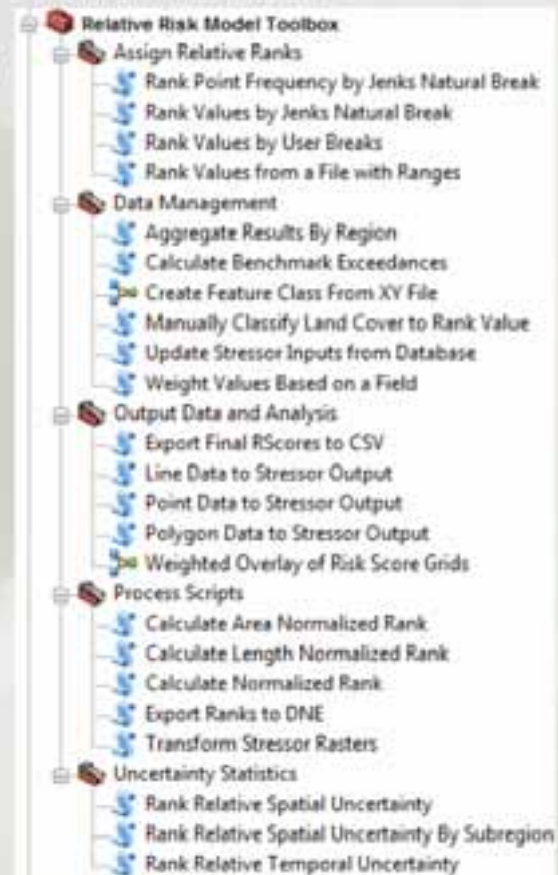 Relative Risk Model Toolbox
Assign Relative Ranks
Rank Point Frequency by Jenks Natural Break
Rank Values by Jenks Natural Break
Rank Values by User Breaks
Rank Values from a File with Ranges
Data Management
Aggregate Results By Region
Calculate Benchmark Exceedances
Create Feature Class From XY File
Manually Classify Land Cover to Rank Value
Update Stressor Inputs from Database
Weight Values Based on a Field
Output Data and Analysis
Export Final RScores to CSV
Line Data to Stressor Output
Point Data to Stressor Output
Polygon Data to Stressor Output
Weighted Overlay of Risk Score Grids
Process Scripts
Calculate Area Normalized Rank
Calculate Length Normalized Rank
Calculate Normalized Rank
Export Ranks to DNE
Transform Stressor Rasters
Uncertainty Statistics
Rank Relative Spatial Uncertainty
Rank Relative Spatial Uncertainty By Subregion
Rank Relative Temporal Uncertainty